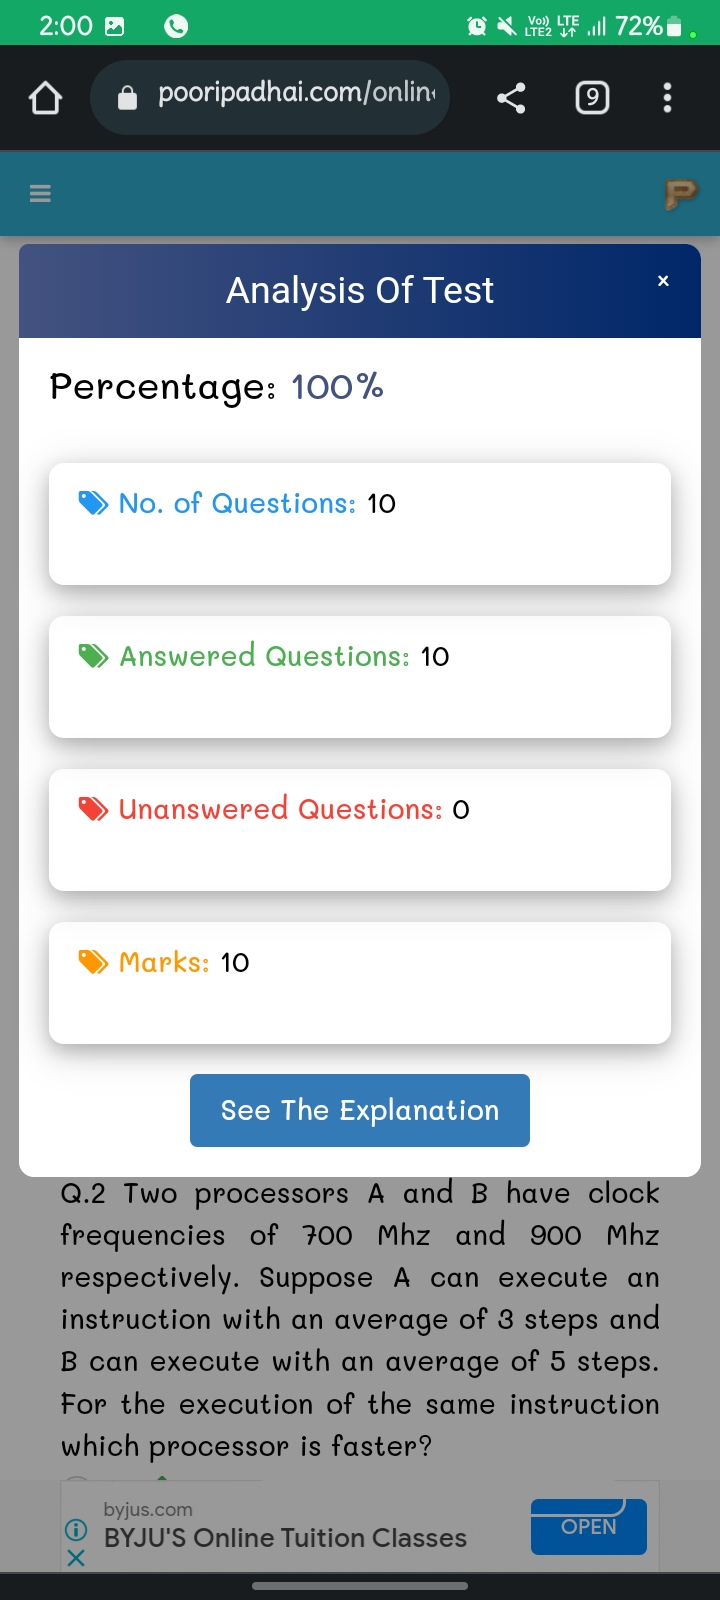 2:00
Vo)) LTE2 LTE 72%
pooripadhai.com/onlin
9
P
Analysis Of Test
×
Percentage: 100%
No. of Questions: 10
Answered Questions: 10
Unanswered Questions: 0
Marks: 10
See The Explanation
Q.2 Two processors A and B have clock
frequencies of 700 Mhz and 900 Mhz
respectively. Suppose A can execute an
instruction with an average of 3 steps and
B can execute with an average of 5 steps.
For the execution of the same instruction
which processor is faster?
byjus.com
BYJU'S Online Tuition Classes
OPEN